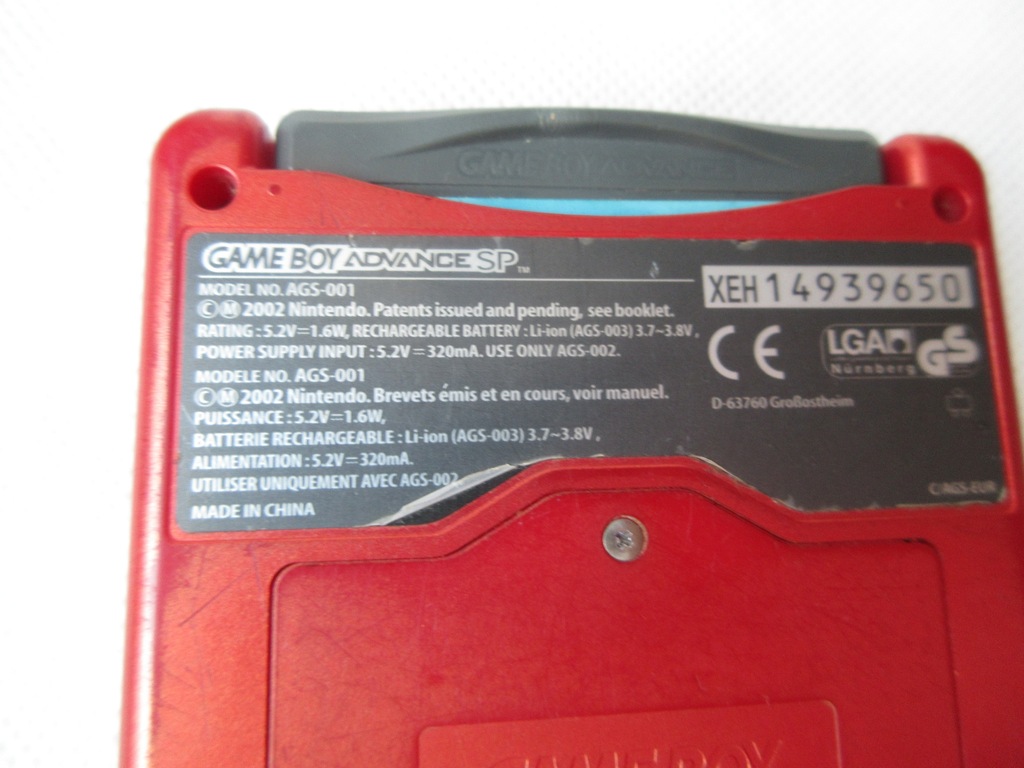 GAME BOY ADVANCE
GAME BOY ADVANCE SP™
MODEL NO. AGS-001
©Ⓜ 2002 Nintendo. Patents issued and pending, see booklet.
RATING : 5.2V⎓1.6W, RECHARGEABLE BATTERY : Li-ion (AGS-003) 3.7~3.8V ,
POWER SUPPLY INPUT : 5.2V⎓320mA. USE ONLY AGS-002.
MODELE NO. AGS-001
©Ⓜ 2002 Nintendo. Brevets émis et en cours, voir manuel.
PUISSANCE : 5.2V⎓1.6W,
BATTERIE RECHARGEABLE : Li-ion (AGS-003) 3.7~3.8V ,
ALIMENTATION : 5.2V⎓320mA.
UTILISER UNIQUEMENT AVEC AGS-002
MADE IN CHINA
XEH14939650
CE
LGA
Nürnberg
GS
D-63760 Großostheim
C/AGS-EUR
GAME BOY